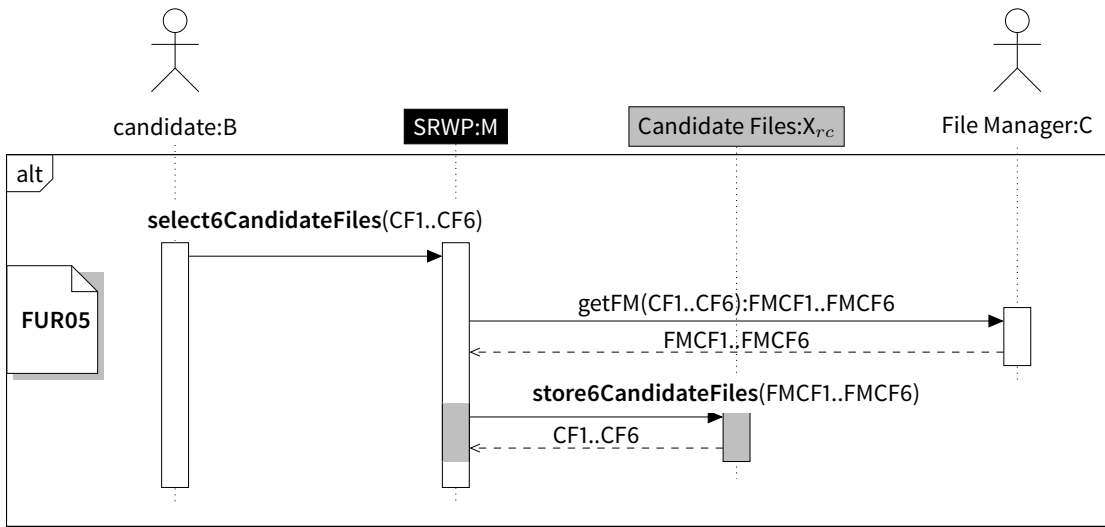 candidate:B
SRWP:M
Candidate Files:X_rc
File Manager:C
alt
select6CandidateFiles(CF1..CF6)
FUR05
getFM(CF1..CF6):FMCF1..FMCF6
FMCF1..FMCF6
store6CandidateFiles(FMCF1..FMCF6)
CF1..CF6